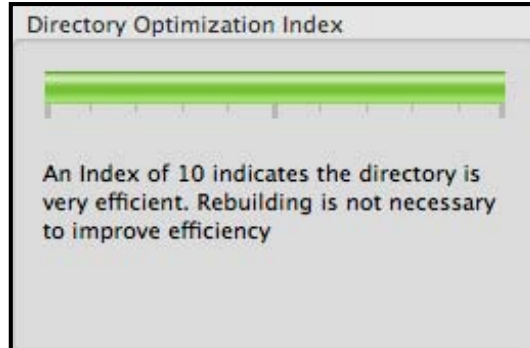 Directory Optimization Index
An Index of 10 indicates the directory is
very efficient. Rebuilding is not necessary
to improve efficiency